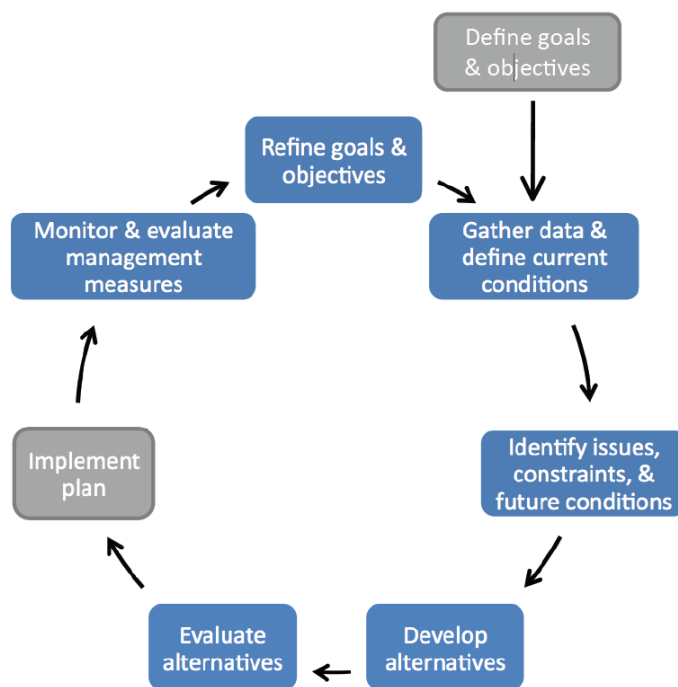 Define goals
& objectives
Refine goals &
objectives
Monitor & evaluate
management
measures
Gather data &
define current
conditions
Implement
plan
Identify issues,
constraints, &
future conditions
Evaluate
alternatives
Develop
alternatives